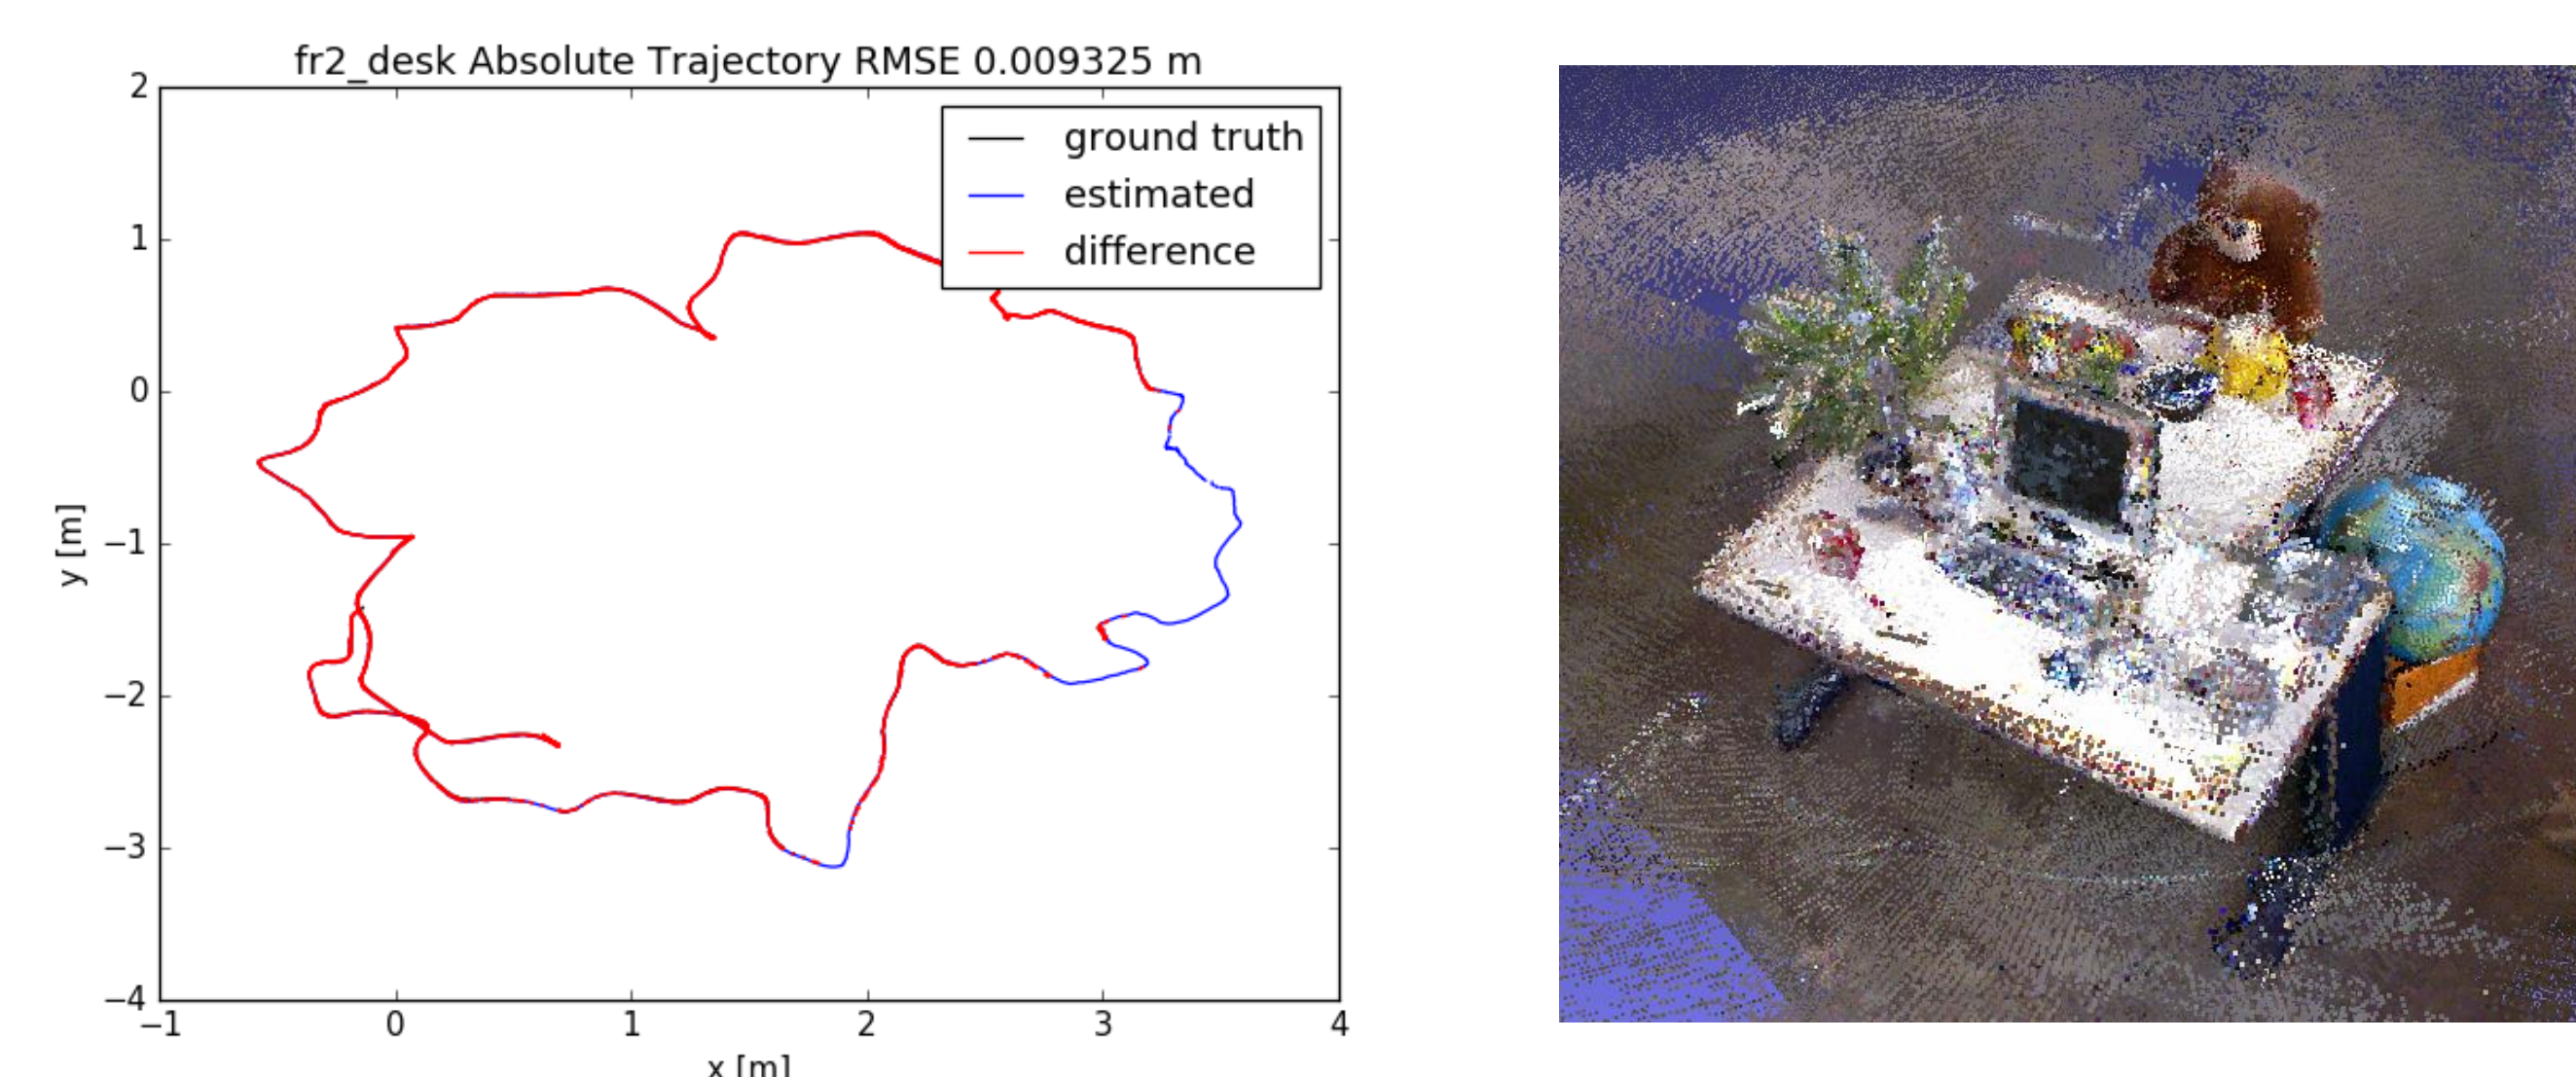 fr2_desk Absolute Trajectory RMSE 0.009325 m
ground truth
estimated
difference
2
1
0
−1
−2
−3
−4
y [m]
−1 0 1 2 3 4
x [m]